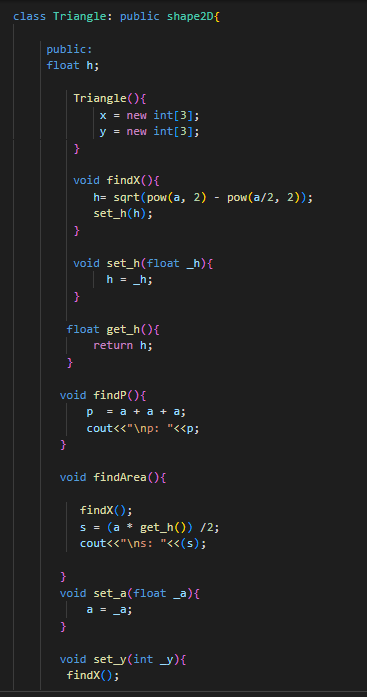 class Triangle: public shape2D{
public:
float h;
Triangle(){
x = new int[3];
y = new int[3];
}
void findX(){
h= sqrt(pow(a, 2) - pow(a/2, 2));
set_h(h);
}
void set_h(float _h){
h = _h;
}
float get_h(){
return h;
}
void findP(){
p  = a + a + a;
cout<<"\np: "<<p;
}
void findArea(){
findX();
s = (a * get_h()) /2;
cout<<"\ns: "<<(s);
}
void set_a(float _a){
a = _a;
}
void set_y(int _y){
findX();